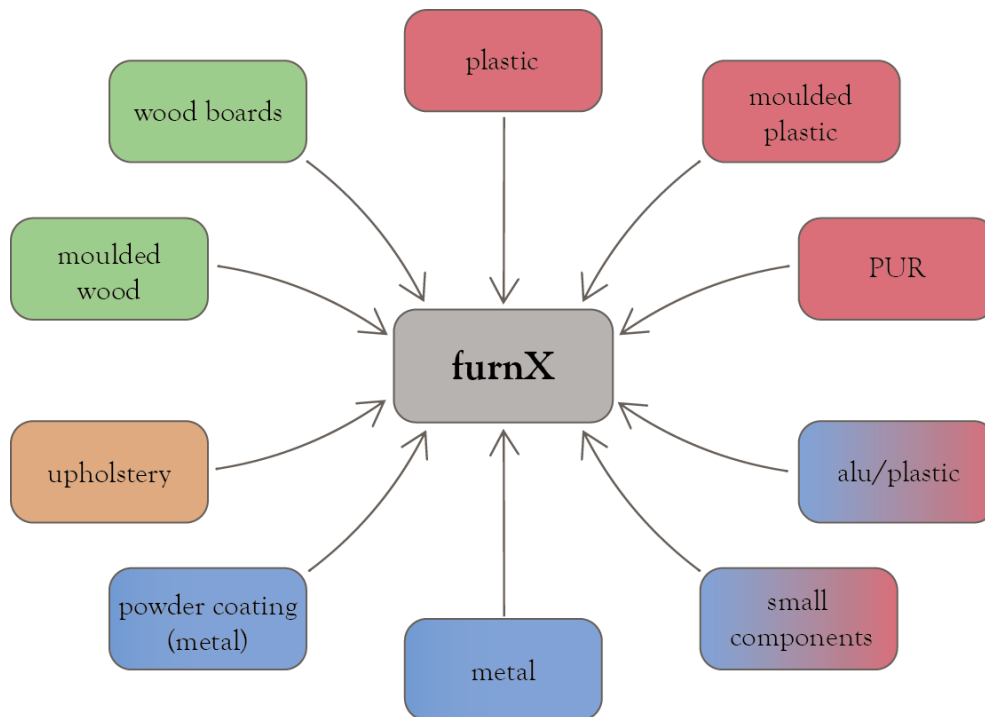 plastic
wood boards
moulded
plastic
moulded
wood
PUR
furnX
upholstery
alu/plastic
powder coating
(metal)
small
components
metal